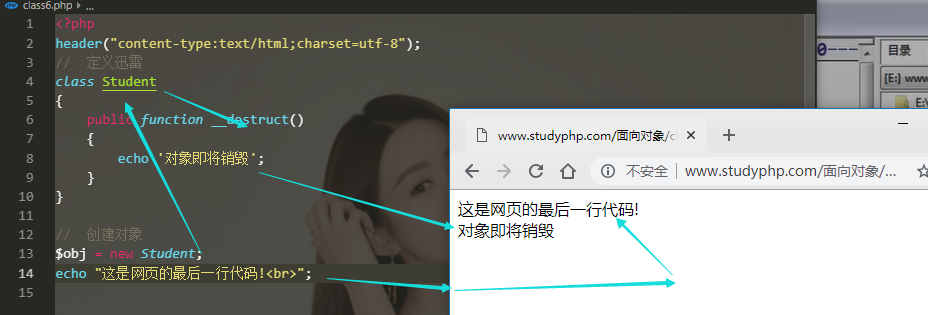 class6.php > ...
1 <?php
2 header("content-type:text/html;charset=utf-8");
3 // 定义迅雷
4 class Student
5 {
6 public function __destruct()
7 {
8 echo '对象即将销毁';
9 }
10 }
11
12 // 创建对象
13 $obj = new Student;
14 echo "这是网页的最后一行代码!<br>";
15
目录
[E:] www
E:\
www.studyphp.com/面向对象/cl
不安全 | www.studyphp.com/面向对象/...
这是网页的最后一行代码!
对象即将销毁